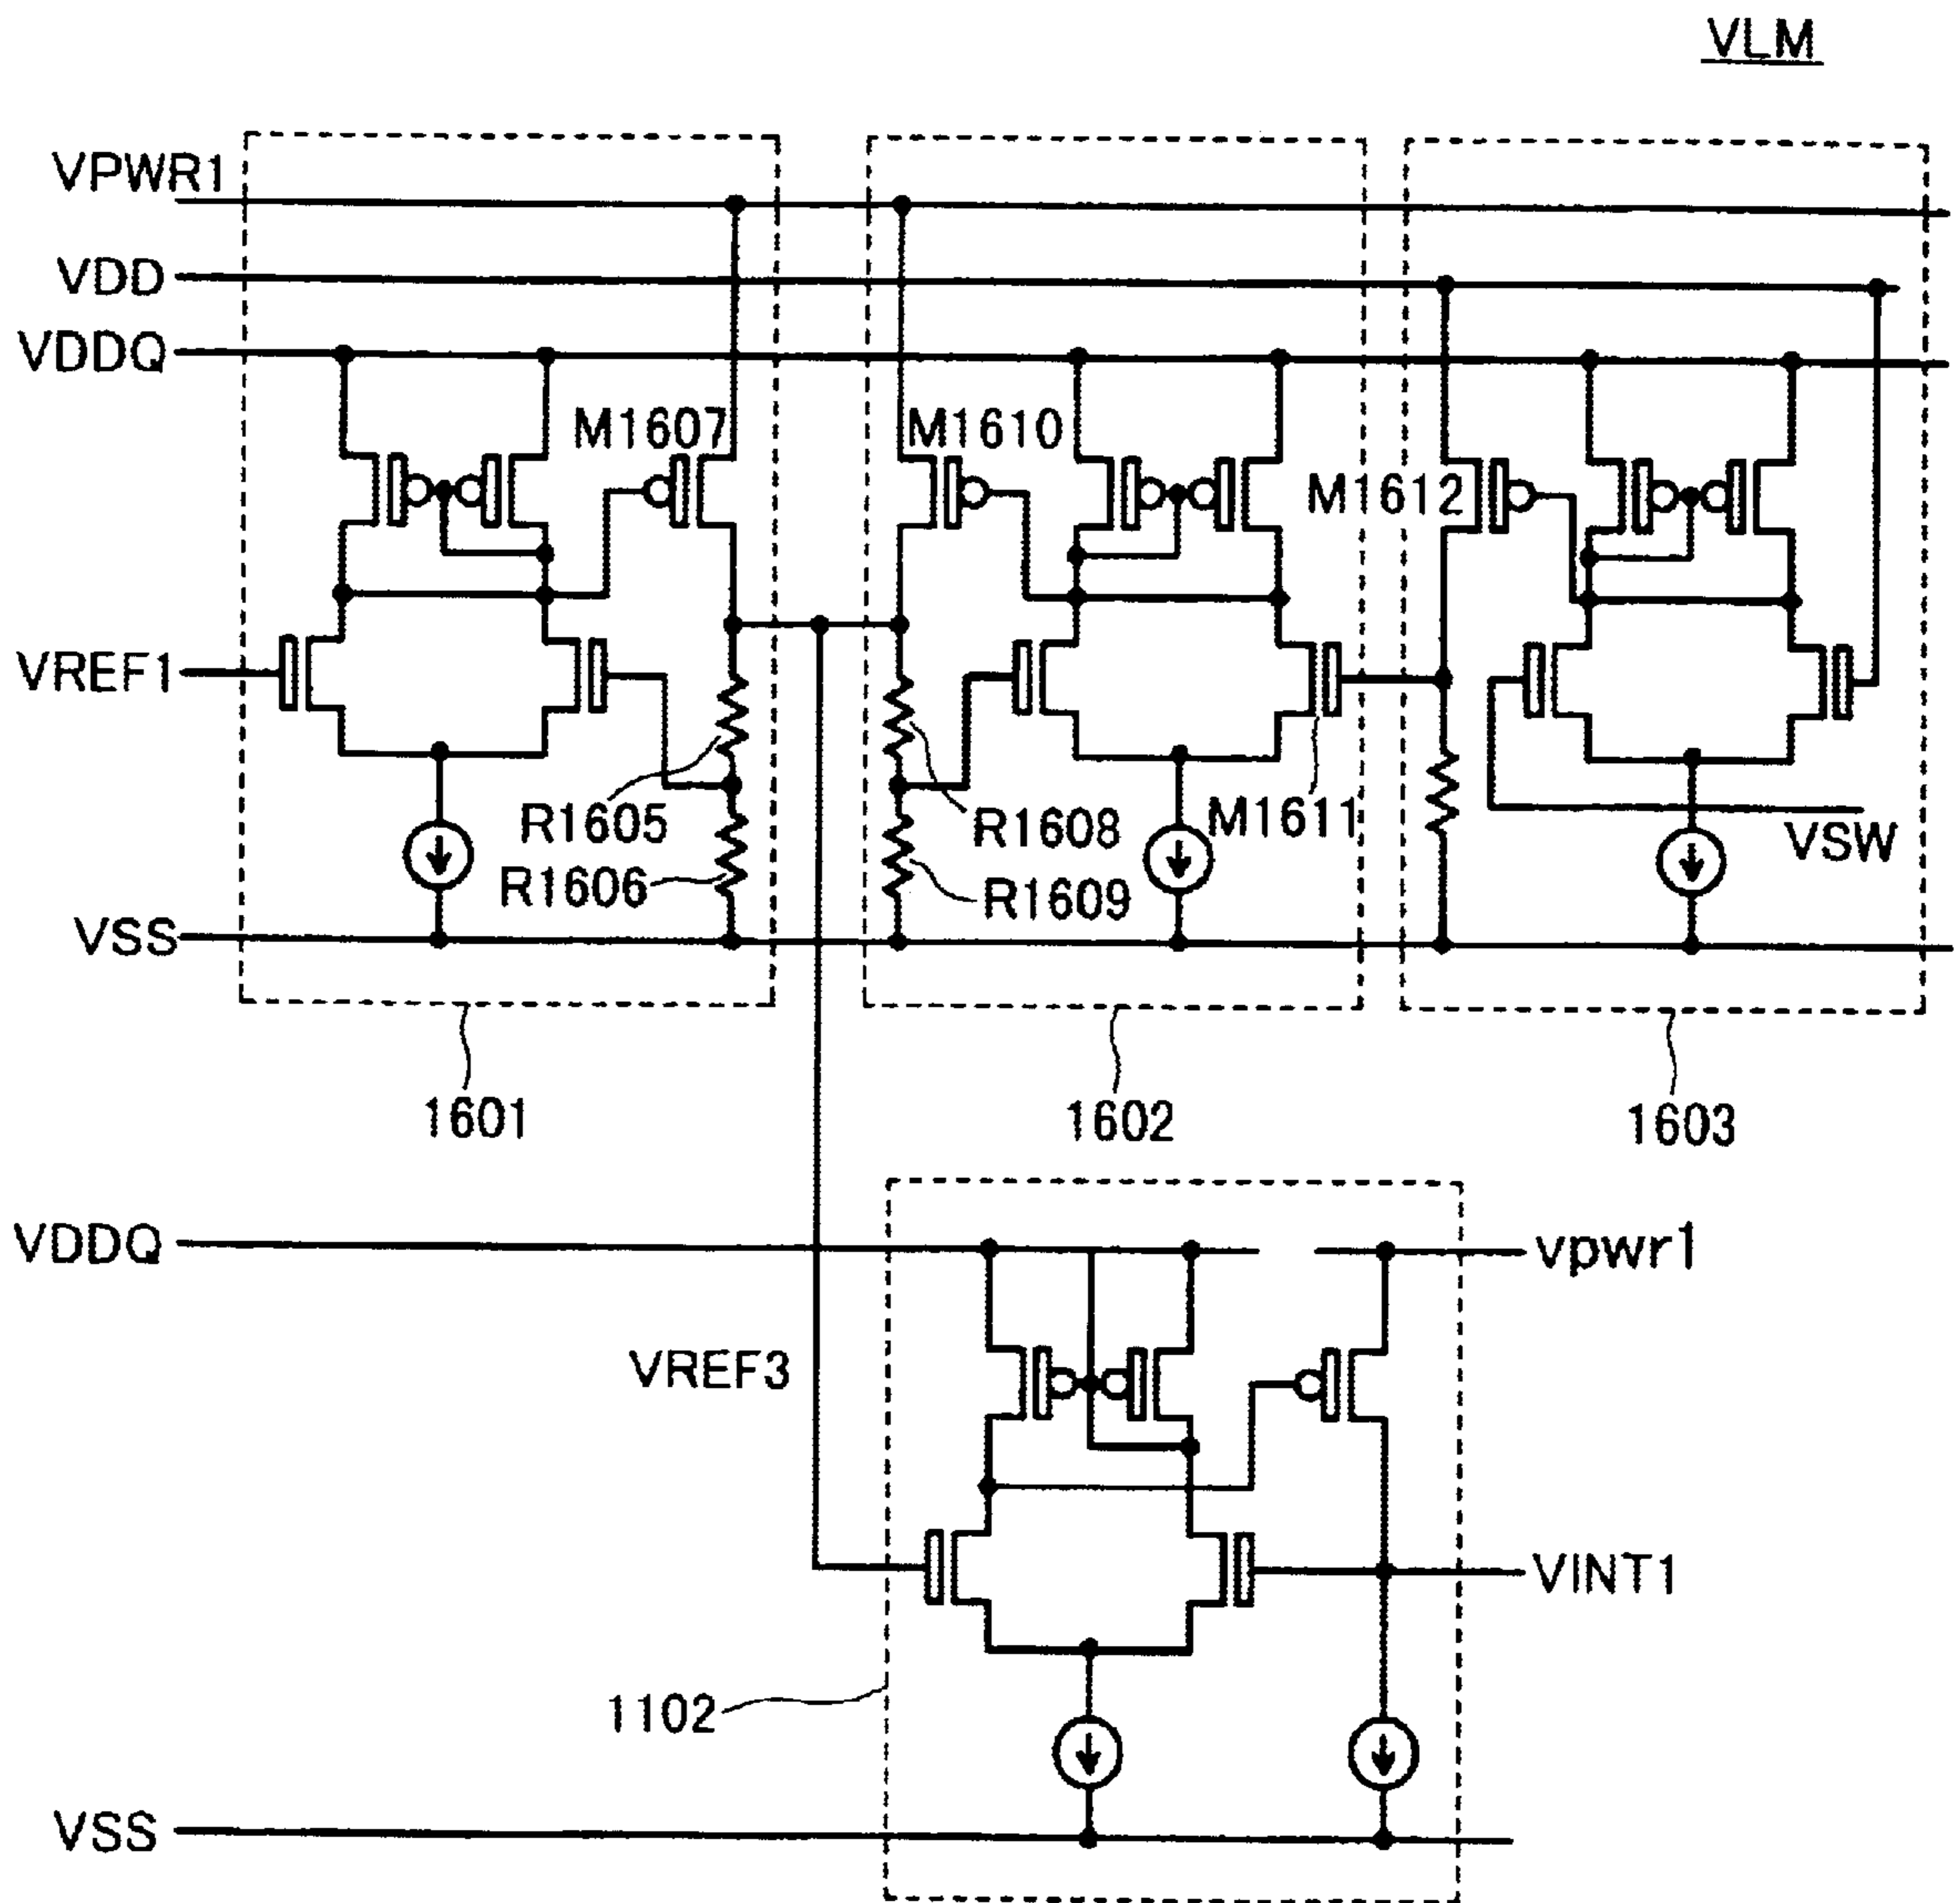 VLM
VPWR1
VDD
VDDQ
M1607
M1610
M1612
VREF1
R1605
R1608
M1611
VSW
R1606
R1609
VSS
1601
1602
1603
VDDQ
vpwr1
VREF3
VINT1
1102
VSS